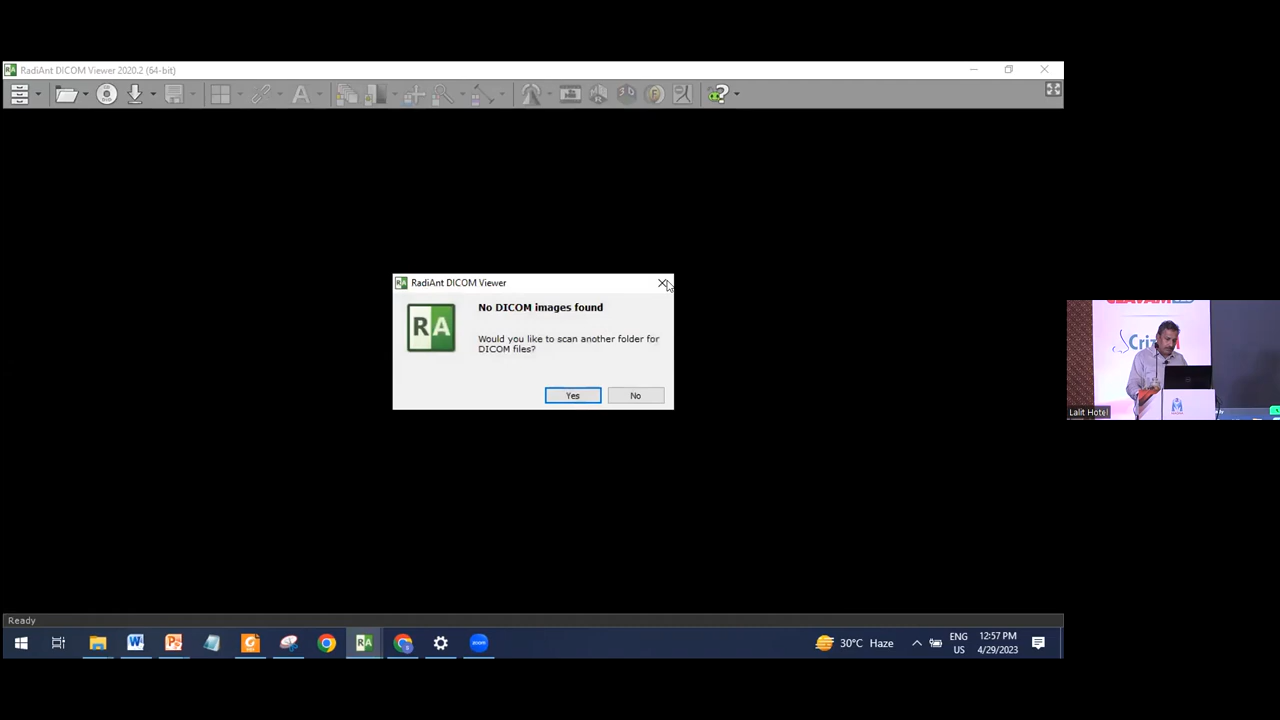 RadiAnt DICOM Viewer 2020.2 (64-bit)
RadiAnt DICOM Viewer
RA
No DICOM images found
Would you like to scan another folder for
DICOM files?
Yes
No
Criz
Lalit Hotel
Ready
30°C Haze
ENG
US
12:57 PM
4/29/2023
zoom